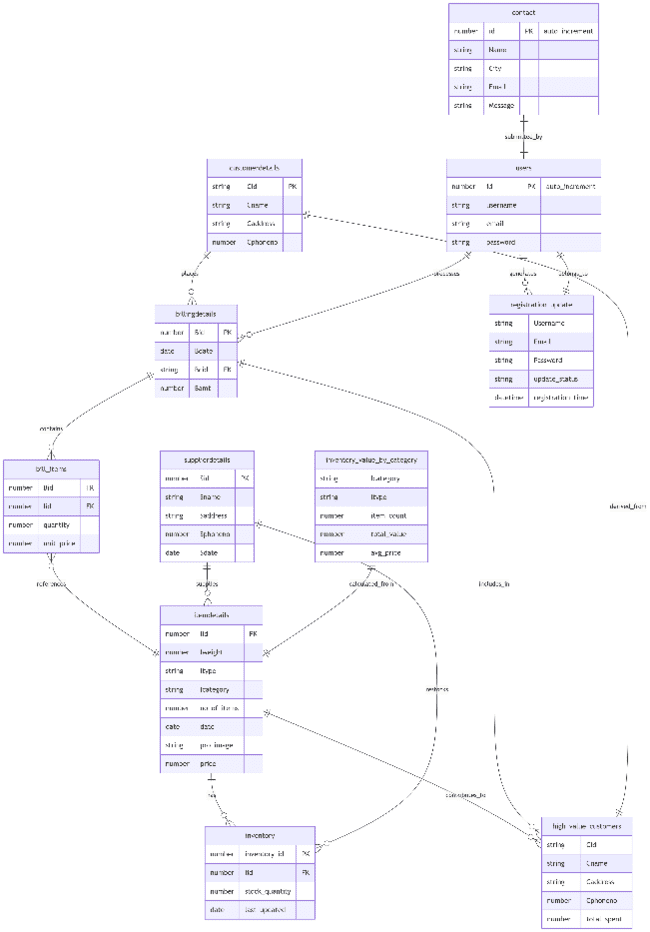 contact
number id PK auto_increment
string Name
string City
string Email
string Message
submitted_by
customerdetails
string Cid PK
string Cname
string Caddress
number Cphoneno
users
number id PK auto_increment
string username
string email
string password
places
processes
generates
billingdetails
number Bid PK
date Bdate
string FK
number Bamt
registration_update
string Username
string Email
string Password
string update_status
datetime registration_time
contains
bill_items
number Bid FK
number Iid FK
number quantity
number unit_price
supplierdetails
number Sid PK
string Sname
string Saddress
number Sphoneno
date Sdate
inventory_value_by_category
string Icategory
string Itype
number item_count
number total_value
number avg_price
derived_from
references
supplies
calculated_from
includes_in
itemdetails
number Iid PK
number Iweight
string Itype
string Icategory
number no_of_items
date date
string image
number price
restocks
has
contributes_to
inventory
number inventory_id PK
number Iid FK
number stock_quantity
date last_updated
high_value_customers
string Cid
string Cname
string Caddress
number Cphoneno
number total_spent